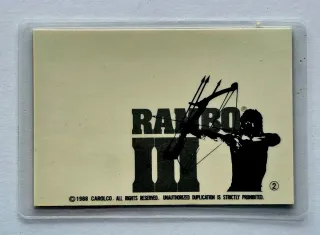 RAMBO®
III
②
©1988 CAROLCO. ALL RIGHTS RESERVED. UNAUTHORIZED DUPLICATION IS STRICTLY PROHIBITED.